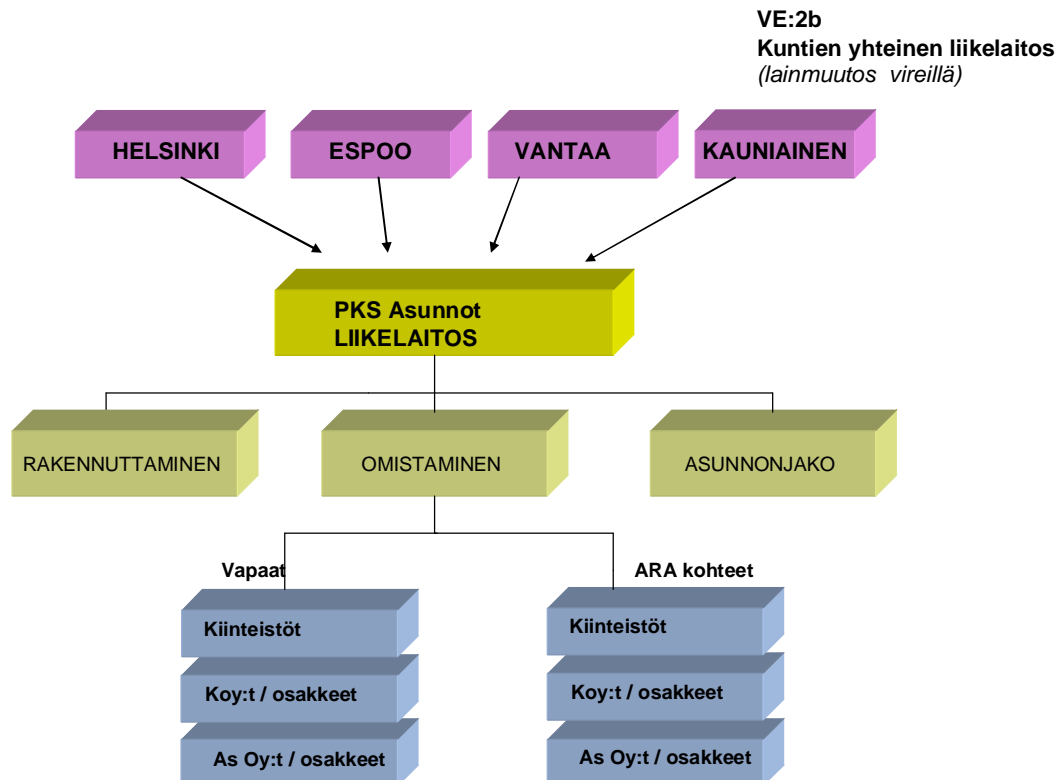 VE:2b
Kuntien yhteinen liikelaitos
(lainmuutos vireillä)
HELSINKI
ESPOO
VANTAA
KAUNIAINEN
PKS Asunnot
LIIKELAITOS
RAKENNUTTAMINEN
OMISTAMINEN
ASUNNONJAKO
Vapaat
ARA kohteet
Kiinteistöt
Kiinteistöt
Koy:t / osakkeet
Koy:t / osakkeet
As Oy:t / osakkeet
As Oy:t / osakkeet